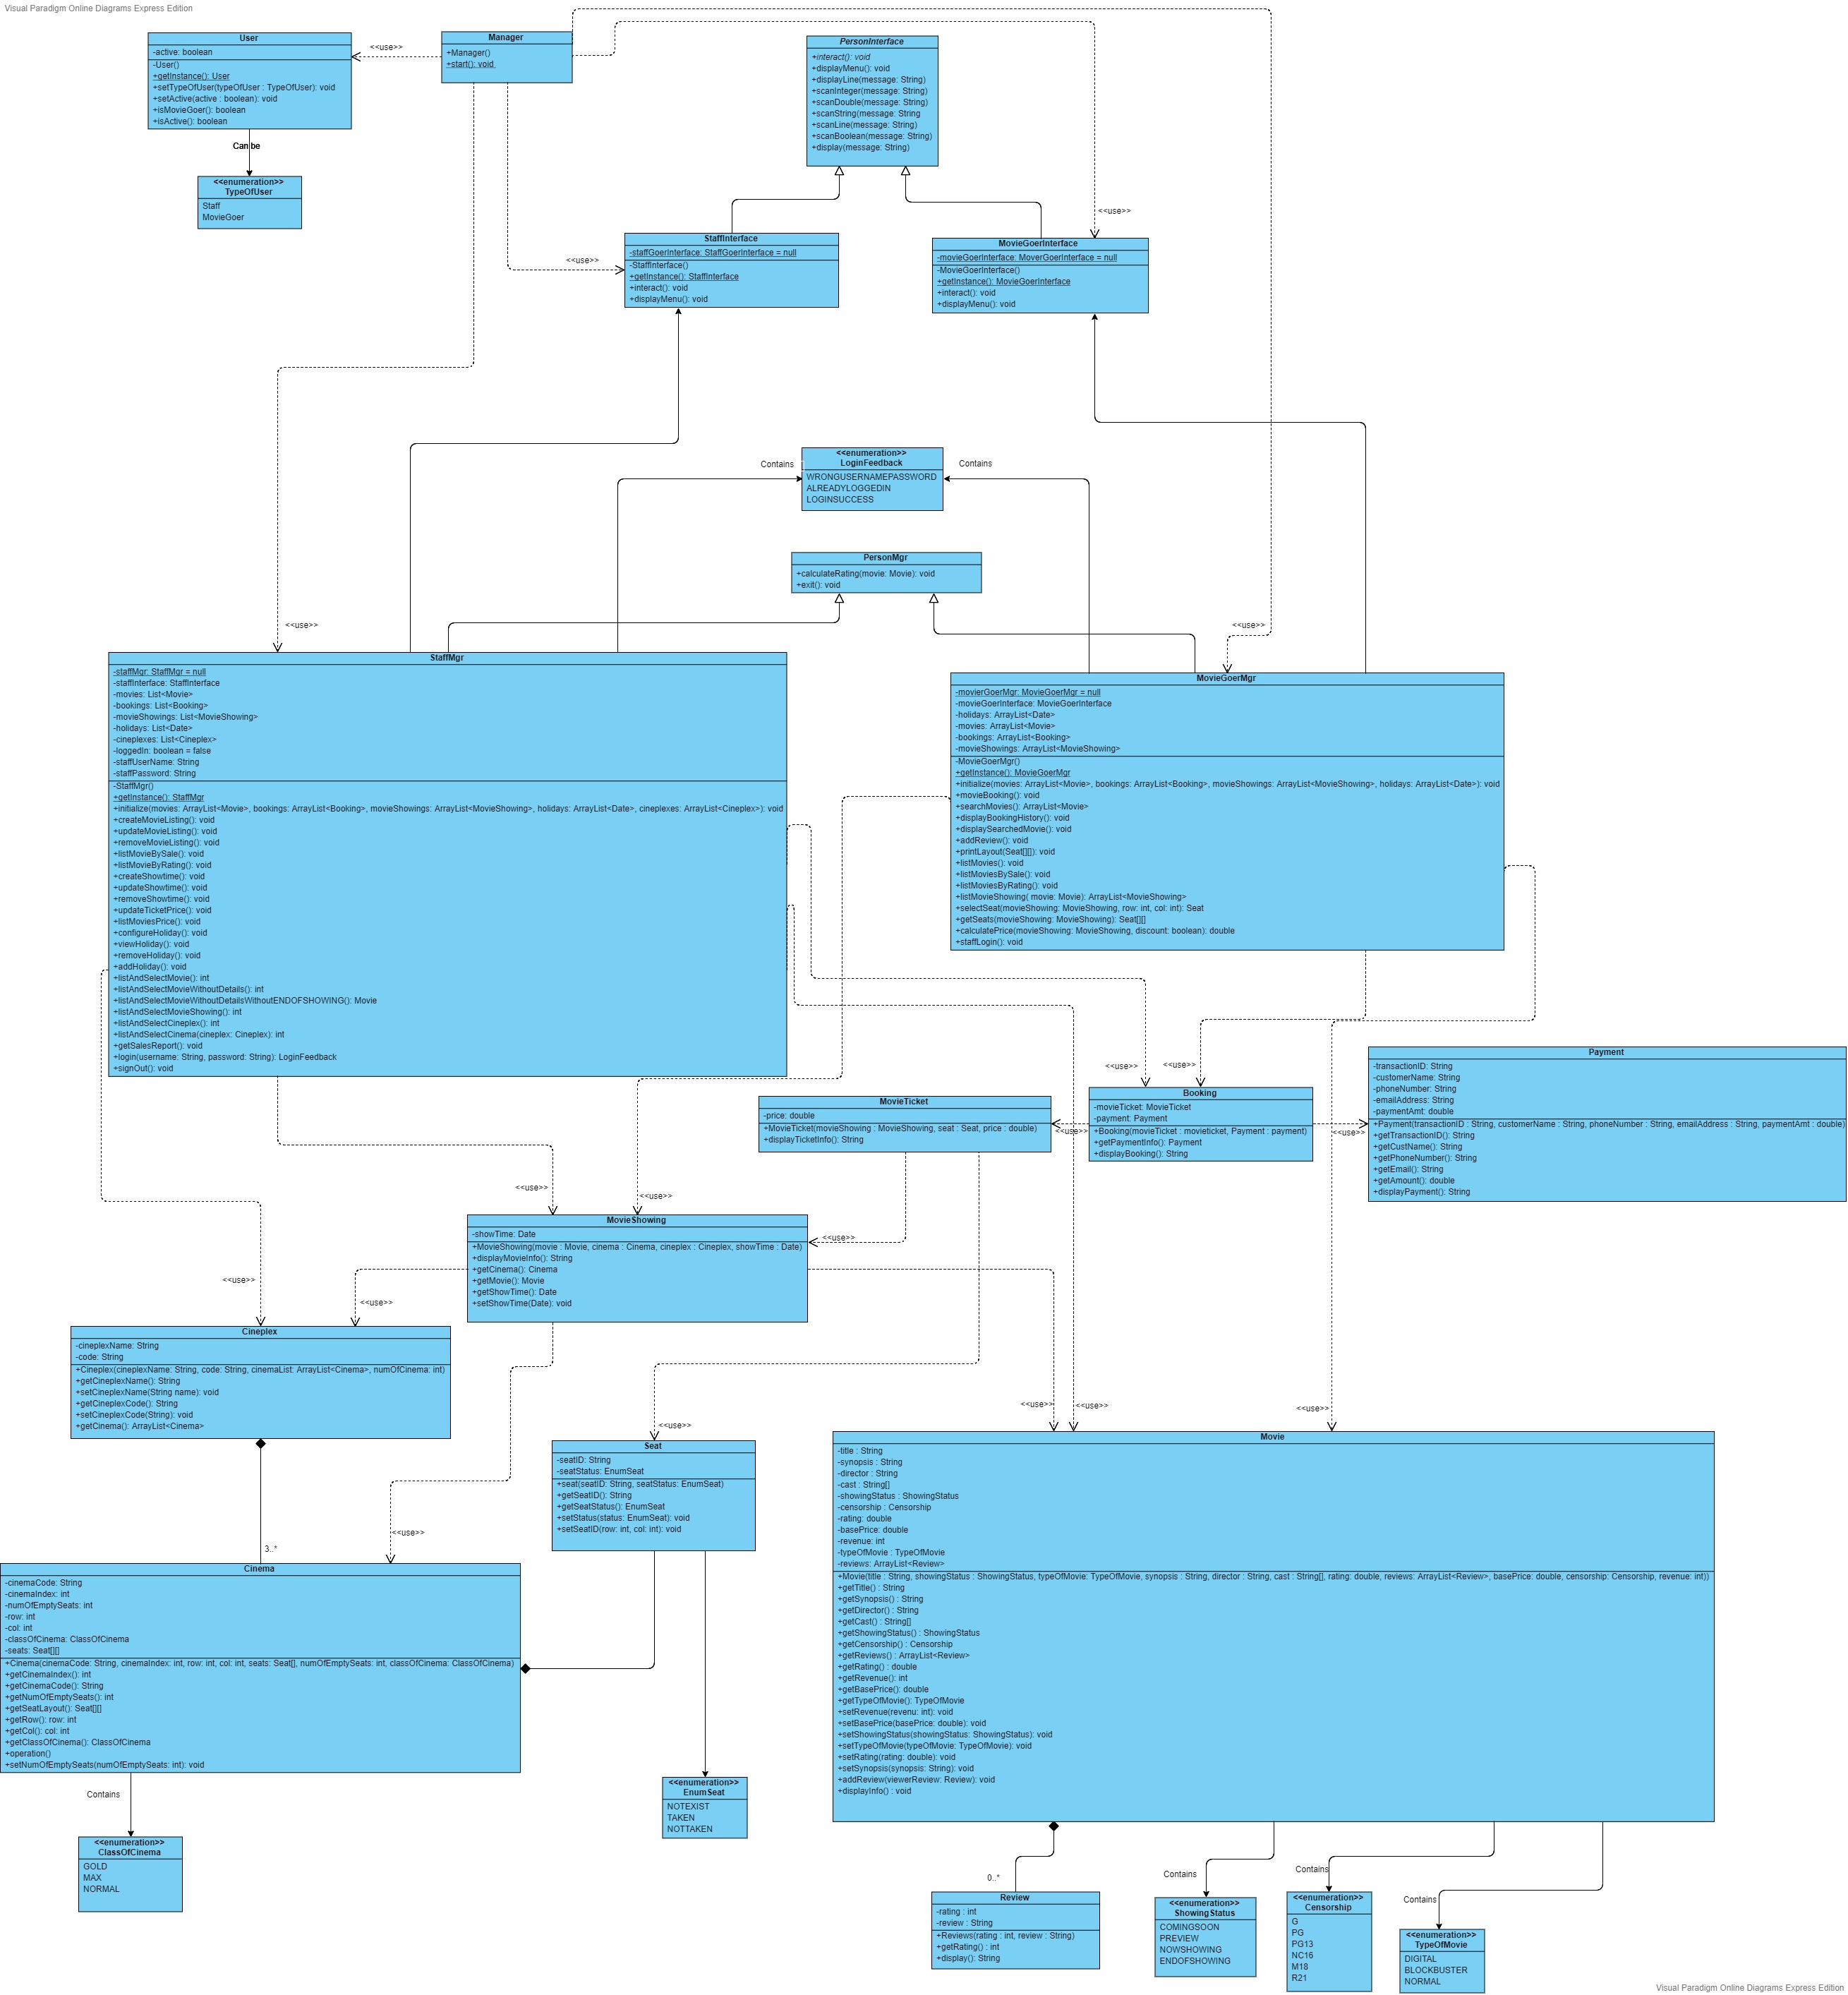 Visual Paradigm Online Diagrams Express Edition
User
-active: boolean
-User()
+getInstance(): User
+setTypeOfUser(typeOfUser : TypeOfUser): void
+setActive(active : boolean): void
+isMovieGoer(): boolean
+isActive(): boolean
<<use>>
Manager
+Manager()
+start(): void
PersonInterface
+interact(): void
+displayMenu(): void
+displayLine(message: String)
+scanInteger(message: String)
+scanDouble(message: String)
+scanString(message: String
+scanLine(message: String)
+scanBoolean(message: String)
+display(message: String)
Can be
<<enumeration>>
TypeOfUser
Staff
MovieGoer
<<use>>
<<use>>
StaffInterface
-staffGoerInterface: StaffGoerInterface = null
-StaffInterface()
+getInstance(): StaffInterface
+interact(): void
+displayMenu(): void
MovieGoerInterface
-movieGoerInterface: MoverGoerInterface = null
-MovieGoerInterface()
+getInstance(): MovieGoerInterface
+interact(): void
+displayMenu(): void
Contains
<<enumeration>>
LoginFeedback
WRONGUSERNAMEPASSWORD
ALREADYLOGGEDIN
LOGINSUCCESS
Contains
PersonMgr
+calculateRating(movie: Movie): void
+exit(): void
<<use>>
<<use>>
StaffMgr
-staffMgr: StaffMgr = null
-staffInterface: StaffInterface
-movies: List<Movie>
-bookings: List<Booking>
-movieShowings: List<MovieShowing>
-holidays: List<Date>
-cineplexes: List<Cineplex>
-loggedIn: boolean = false
-staffUserName: String
-staffPassword: String
-StaffMgr()
+getInstance(): StaffMgr
+initialize(movies: ArrayList<Movie>, bookings: ArrayList<Booking>, movieShowings: ArrayList<MovieShowing>, holidays: ArrayList<Date>, cineplexes: ArrayList<Cineplex>): void
+createMovieListing(): void
+updateMovieListing(): void
+removeMovieListing(): void
+listMovieBySale(): void
+listMovieByRating(): void
+createShowtime(): void
+updateShowtime(): void
+removeShowtime(): void
+updateTicketPrice(): void
+listMoviesPrice(): void
+configureHoliday(): void
+viewHoliday(): void
+removeHoliday(): void
+addHoliday(): void
+listAndSelectMovie(): int
+listAndSelectMovieWithoutDetails(): int
+listAndSelectMovieWithoutDetailsWithoutENDOFSHOWING(): Movie
+listAndSelectMovieShowing(): int
+listAndSelectCineplex(): int
+listAndSelectCinema(cineplex: Cineplex): int
+getSalesReport(): void
+login(username: String, password: String): LoginFeedback
+signOut(): void
MovieGoerMgr
-movierGoerMgr: MovieGoerMgr = null
-movieGoerInterface: MovieGoerInterface
-holidays: ArrayList<Date>
-movies: ArrayList<Movie>
-bookings: ArrayList<Booking>
-movieShowings: ArrayList<MovieShowing>
-MovieGoerMgr()
+getInstance(): MovieGoerMgr
+initialize(movies: ArrayList<Movie>, bookings: ArrayList<Booking>, movieShowings: ArrayList<MovieShowing>, holidays: ArrayList<Date>): void
+movieBooking(): void
+searchMovies(): ArrayList<Movie>
+displayBookingHistory(): void
+displaySearchedMovie(): void
+addReview(): void
+printLayout(Seat[][]): void
+listMovies(): void
+listMoviesBySale(): void
+listMoviesByRating(): void
+listMovieShowing( movie: Movie): ArrayList<MovieShowing>
+selectSeat(movieShowing: MovieShowing, row: int, col: int): Seat
+getSeats(movieShowing: MovieShowing): Seat[][]
+calculatePrice(movieShowing: MovieShowing, discount: boolean): double
+staffLogin(): void
<<use>>
<<use>>
Payment
-transactionID: String
-customerName: String
-phoneNumber: String
-emailAddress: String
-paymentAmt: double
+Payment(transactionID : String, customerName : String, phoneNumber : String, emailAddress : String, paymentAmt : double)
+getTransactionID(): String
+getCustName(): String
+getPhoneNumber(): String
+getEmail(): String
+getAmount(): double
+displayPayment(): String
Booking
-movieTicket: MovieTicket
-payment: Payment
+Booking(movieTicket : movieticket, Payment : payment)
+getPaymentInfo(): Payment
+displayBooking(): String
<<use>>
<<use>>
MovieTicket
-price: double
+MovieTicket(movieShowing : MovieShowing, seat : Seat, price : double)
+displayTicketInfo(): String
<<use>>
<<use>>
<<use>>
MovieShowing
-showTime: Date
+MovieShowing(movie : Movie, cinema : Cinema, cineplex : Cineplex, showTime : Date)
+displayMovieInfo(): String
+getCinema(): Cinema
+getMovie(): Movie
+getShowTime(): Date
+setShowTime(Date): void
<<use>>
<<use>>
Cineplex
-cineplexName: String
-code: String
+Cineplex(cineplexName: String, code: String, cinemaList: ArrayList<Cinema>, numOfCinema: int)
+getCineplexName(): String
+setCineplexName(String name): void
+getCineplexCode(): String
+setCineplexCode(String): void
+getCinema(): ArrayList<Cinema>
<<use>>
<<use>>
<<use>>
<<use>>
Seat
-seatID: String
-seatStatus: EnumSeat
+seat(seatID: String, seatStatus: EnumSeat)
+getSeatID(): String
+getSeatStatus(): EnumSeat
+setStatus(status: EnumSeat): void
+setSeatID(row: int, col: int): void
<<use>>
3..*
Cinema
-cinemaCode: String
-cinemaIndex: int
-numOfEmptySeats: int
-row: int
-col: int
-classOfCinema: ClassOfCinema
-seats: Seat[][]
+Cinema(cinemaCode: String, cinemaIndex: int, row: int, col: int, seats: Seat[], numOfEmptySeats: int, classOfCinema: ClassOfCinema)
+getCinemaIndex(): int
+getCinemaCode(): String
+getNumOfEmptySeats(): int
+getSeatLayout(): Seat[][]
+getRow(): row: int
+getCol(): col: int
+getClassOfCinema(): ClassOfCinema
+operation()
+setNumOfEmptySeats(numOfEmptySeats: int): void
Movie
-title : String
-synopsis : String
-director : String
-cast : String[]
-showingStatus : ShowingStatus
-censorship : Censorship
-rating: double
-basePrice: double
-revenue: int
-typeOfMovie : TypeOfMovie
-reviews: ArrayList<Review>
+Movie(title : String, showingStatus : ShowingStatus, typeOfMovie: TypeOfMovie, synopsis : String, director : String, cast : String[], rating: double, reviews: ArrayList<Review>, basePrice: double, censorship: Censorship, revenue: int))
+getTitle() : String
+getSynopsis() : String
+getDirector() : String
+getCast() : String[]
+getShowingStatus() : ShowingStatus
+getCensorship() : Censorship
+getReviews() : ArrayList<Review>
+getRating() : double
+getRevenue(): int
+getBasePrice(): double
+getTypeOfMovie(): TypeOfMovie
+setRevenue(revenu: int): void
+setBasePrice(basePrice: double): void
+setShowingStatus(showingStatus: ShowingStatus): void
+setTypeOfMovie(typeOfMovie: TypeOfMovie): void
+setRating(rating: double): void
+setSynopsis(synopsis: String): void
+addReview(viewerReview: Review): void
+displayInfo() : void
Contains
<<enumeration>>
ClassOfCinema
GOLD
MAX
NORMAL
<<enumeration>>
EnumSeat
NOTEXIST
TAKEN
NOTTAKEN
0..*
Review
-rating : int
-review : String
+Reviews(rating : int, review : String)
+getRating() : int
+display(): String
Contains
<<enumeration>>
ShowingStatus
COMINGSOON
PREVIEW
NOWSHOWING
ENDOFSHOWING
Contains
<<enumeration>>
Censorship
G
PG
PG13
NC16
M18
R21
Contains
<<enumeration>>
TypeOfMovie
DIGITAL
BLOCKBUSTER
NORMAL
Visual Paradigm Online Diagrams Express Edition